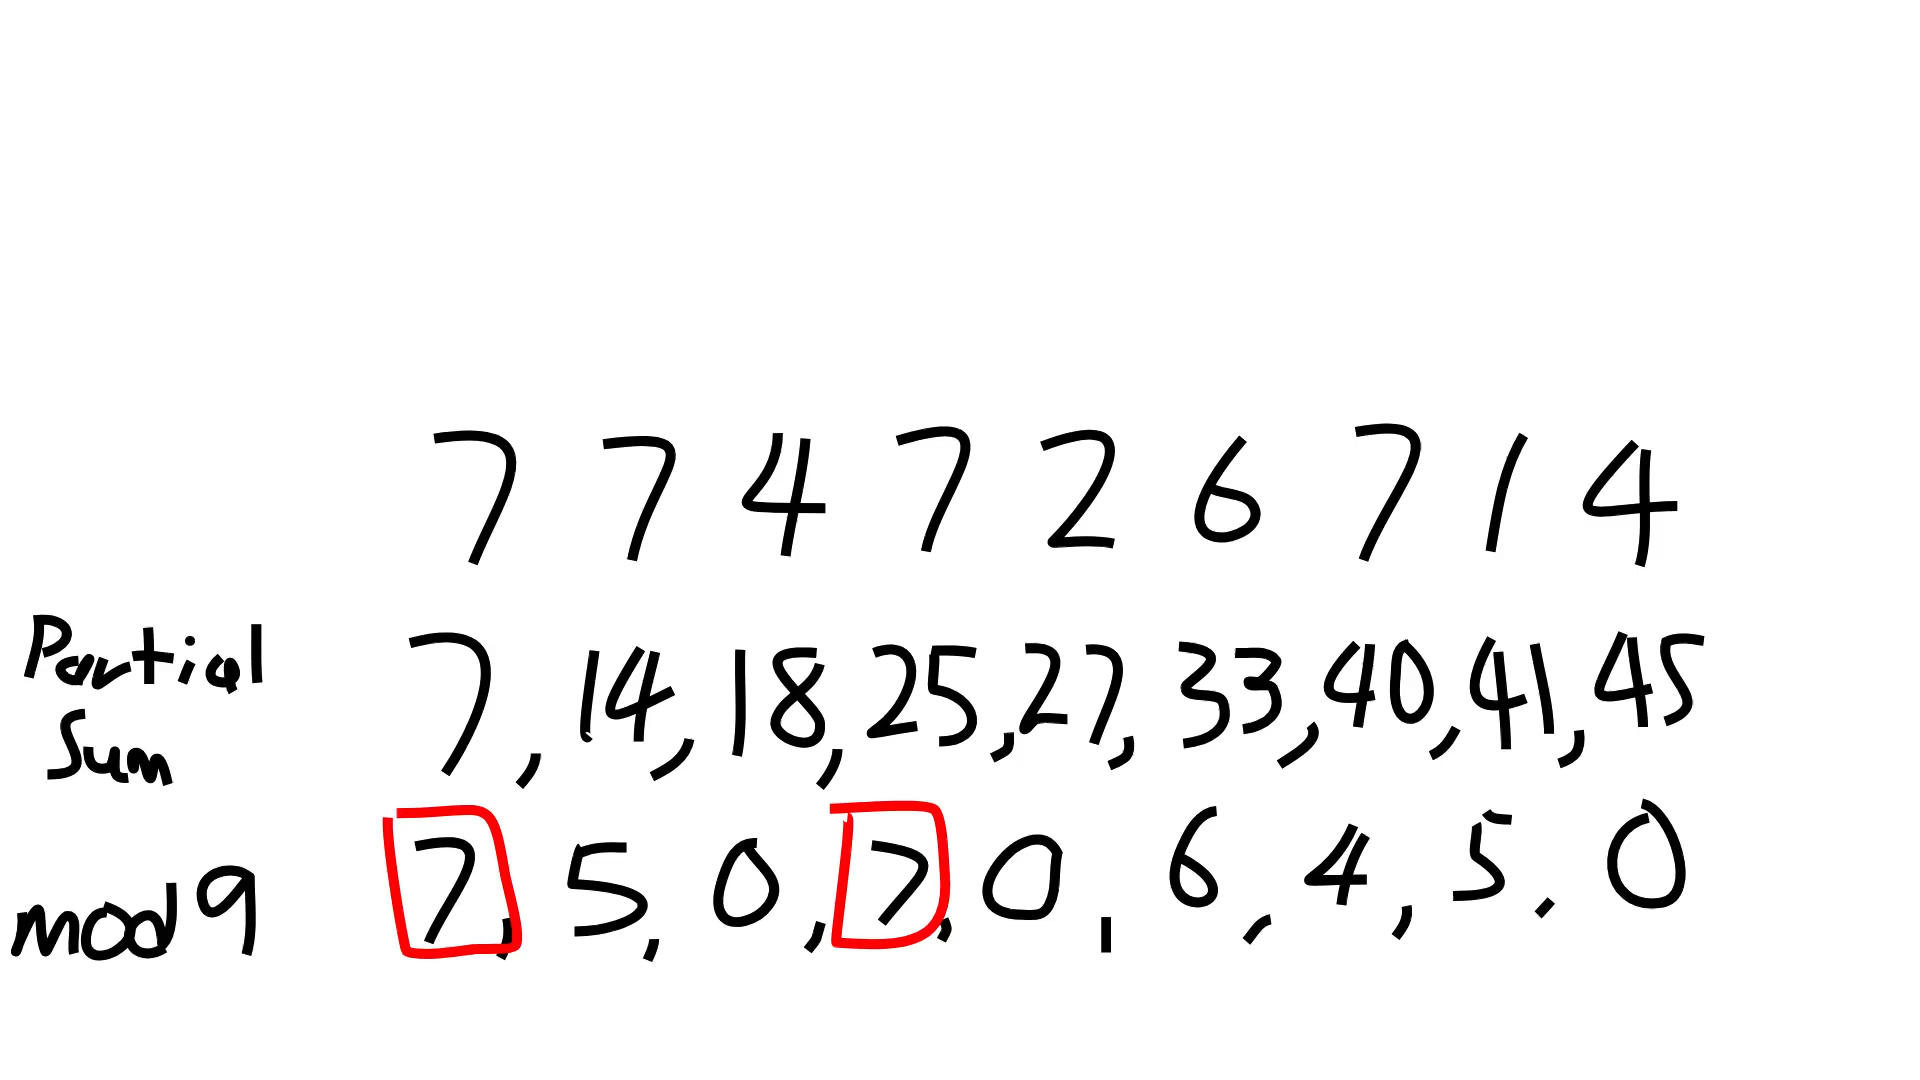 7 7 4 7 2 6 7 1 4
Partial
Sum
7, 14, 18, 25, 27, 33, 40, 41, 45
mod 9
7, 5, 0, 7, 0, 6, 4, 5. 0